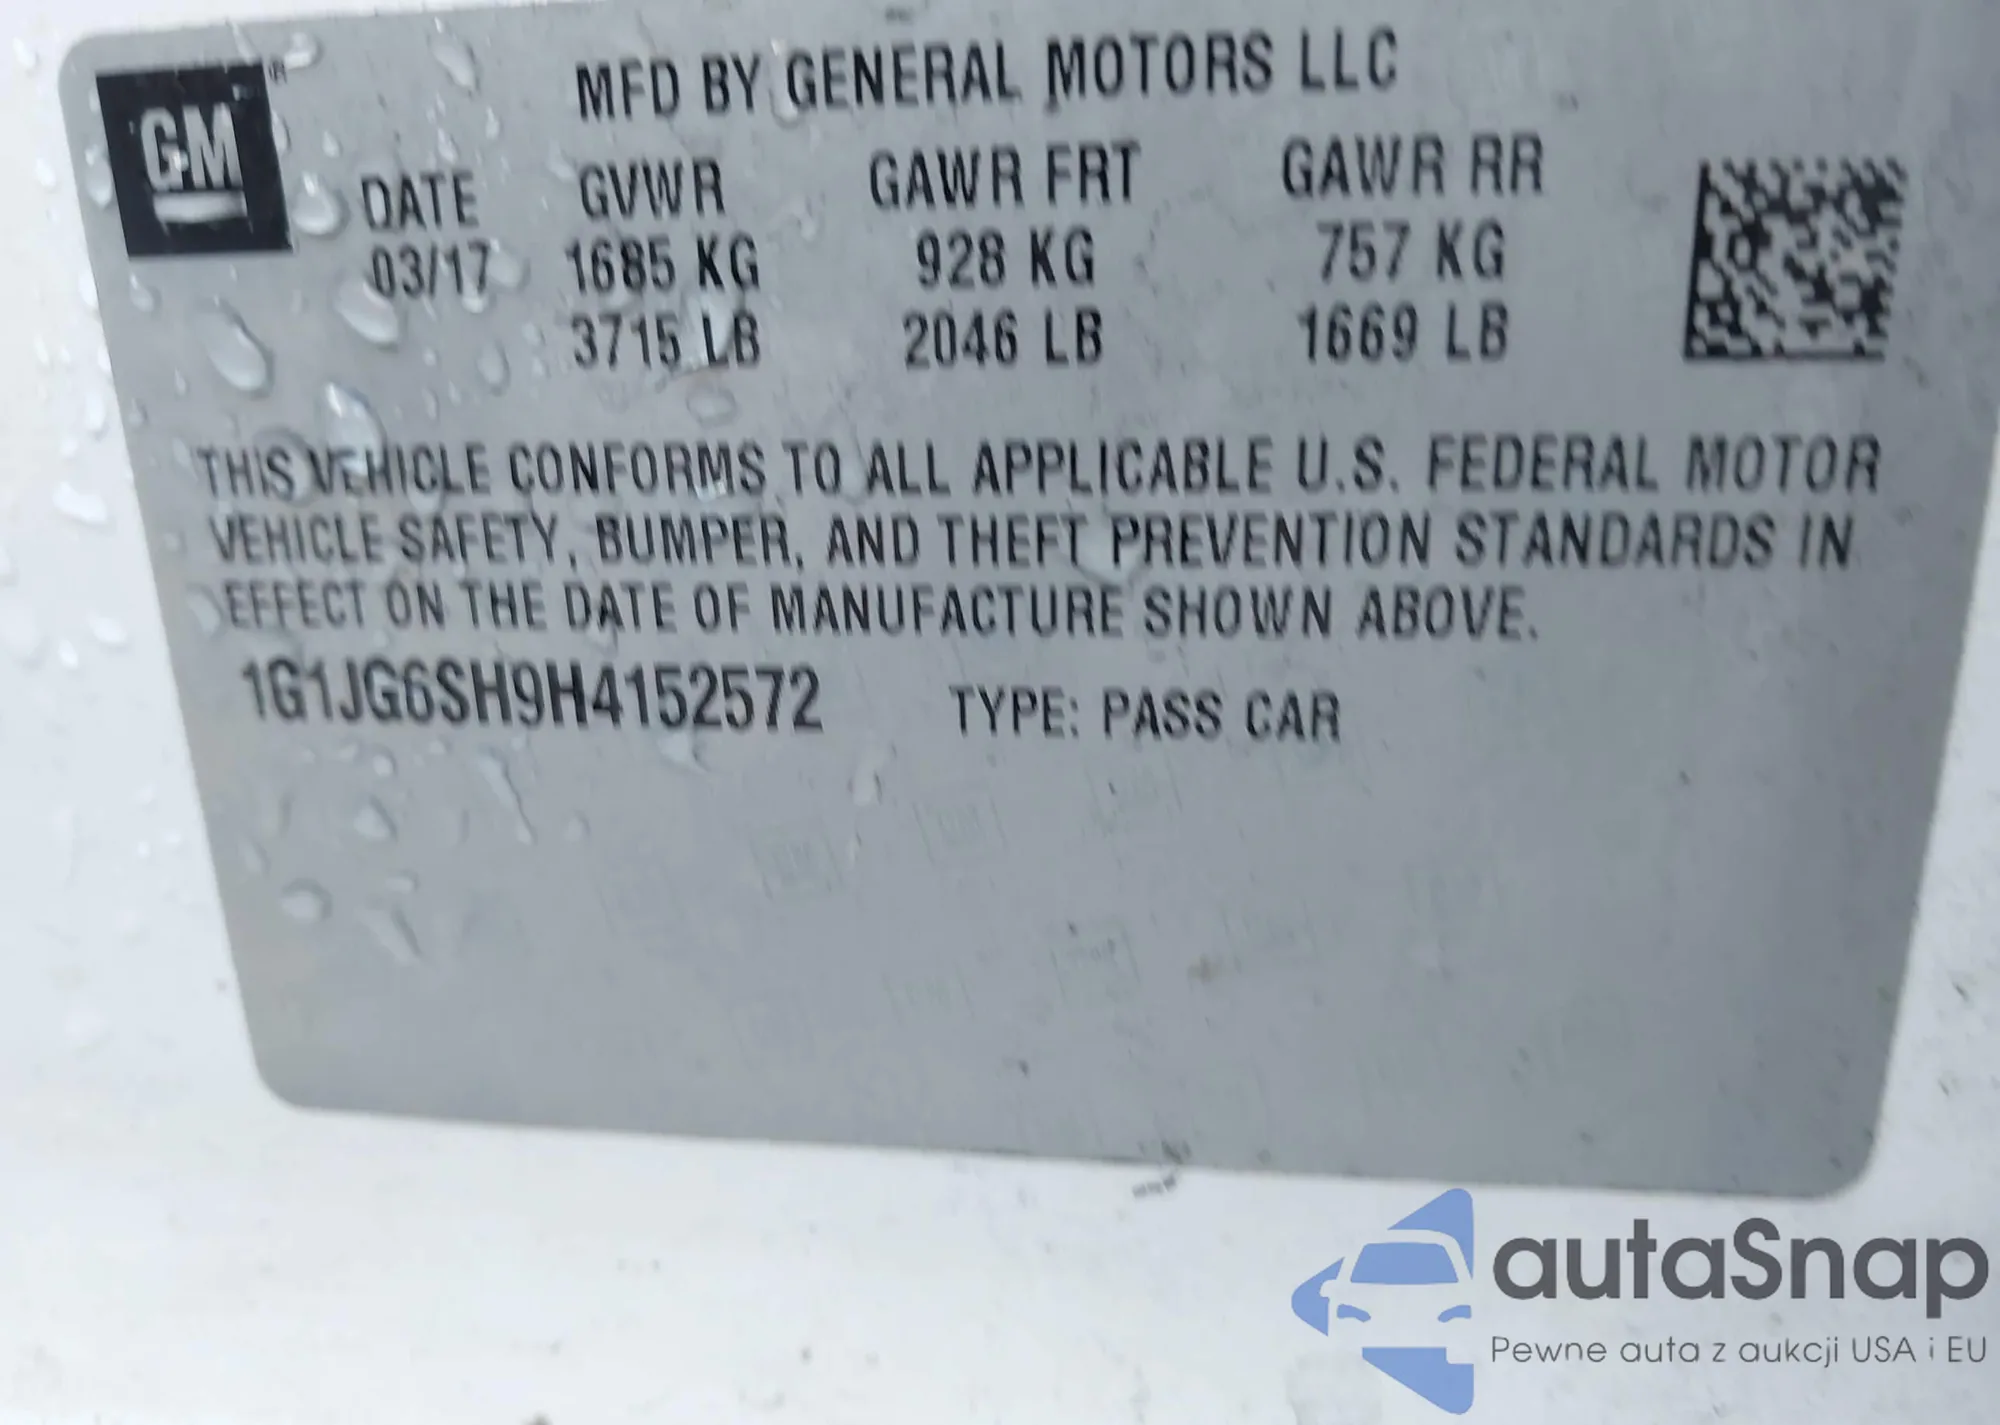 GM
MFD BY GENERAL MOTORS LLC
DATE GVWR GAWR FRT GAWR RR
03/17 1685 KG 928 KG 757 KG
3715 LB 2046 LB 1669 LB
THIS VEHICLE CONFORMS TO ALL APPLICABLE U.S. FEDERAL MOTOR
VEHICLE SAFETY, BUMPER, AND THEFT PREVENTION STANDARDS IN
EFFECT ON THE DATE OF MANUFACTURE SHOWN ABOVE.
1G1JG6SH9H4152572 TYPE: PASS CAR
autaSnap
Pewne auta z aukcji USA i EU